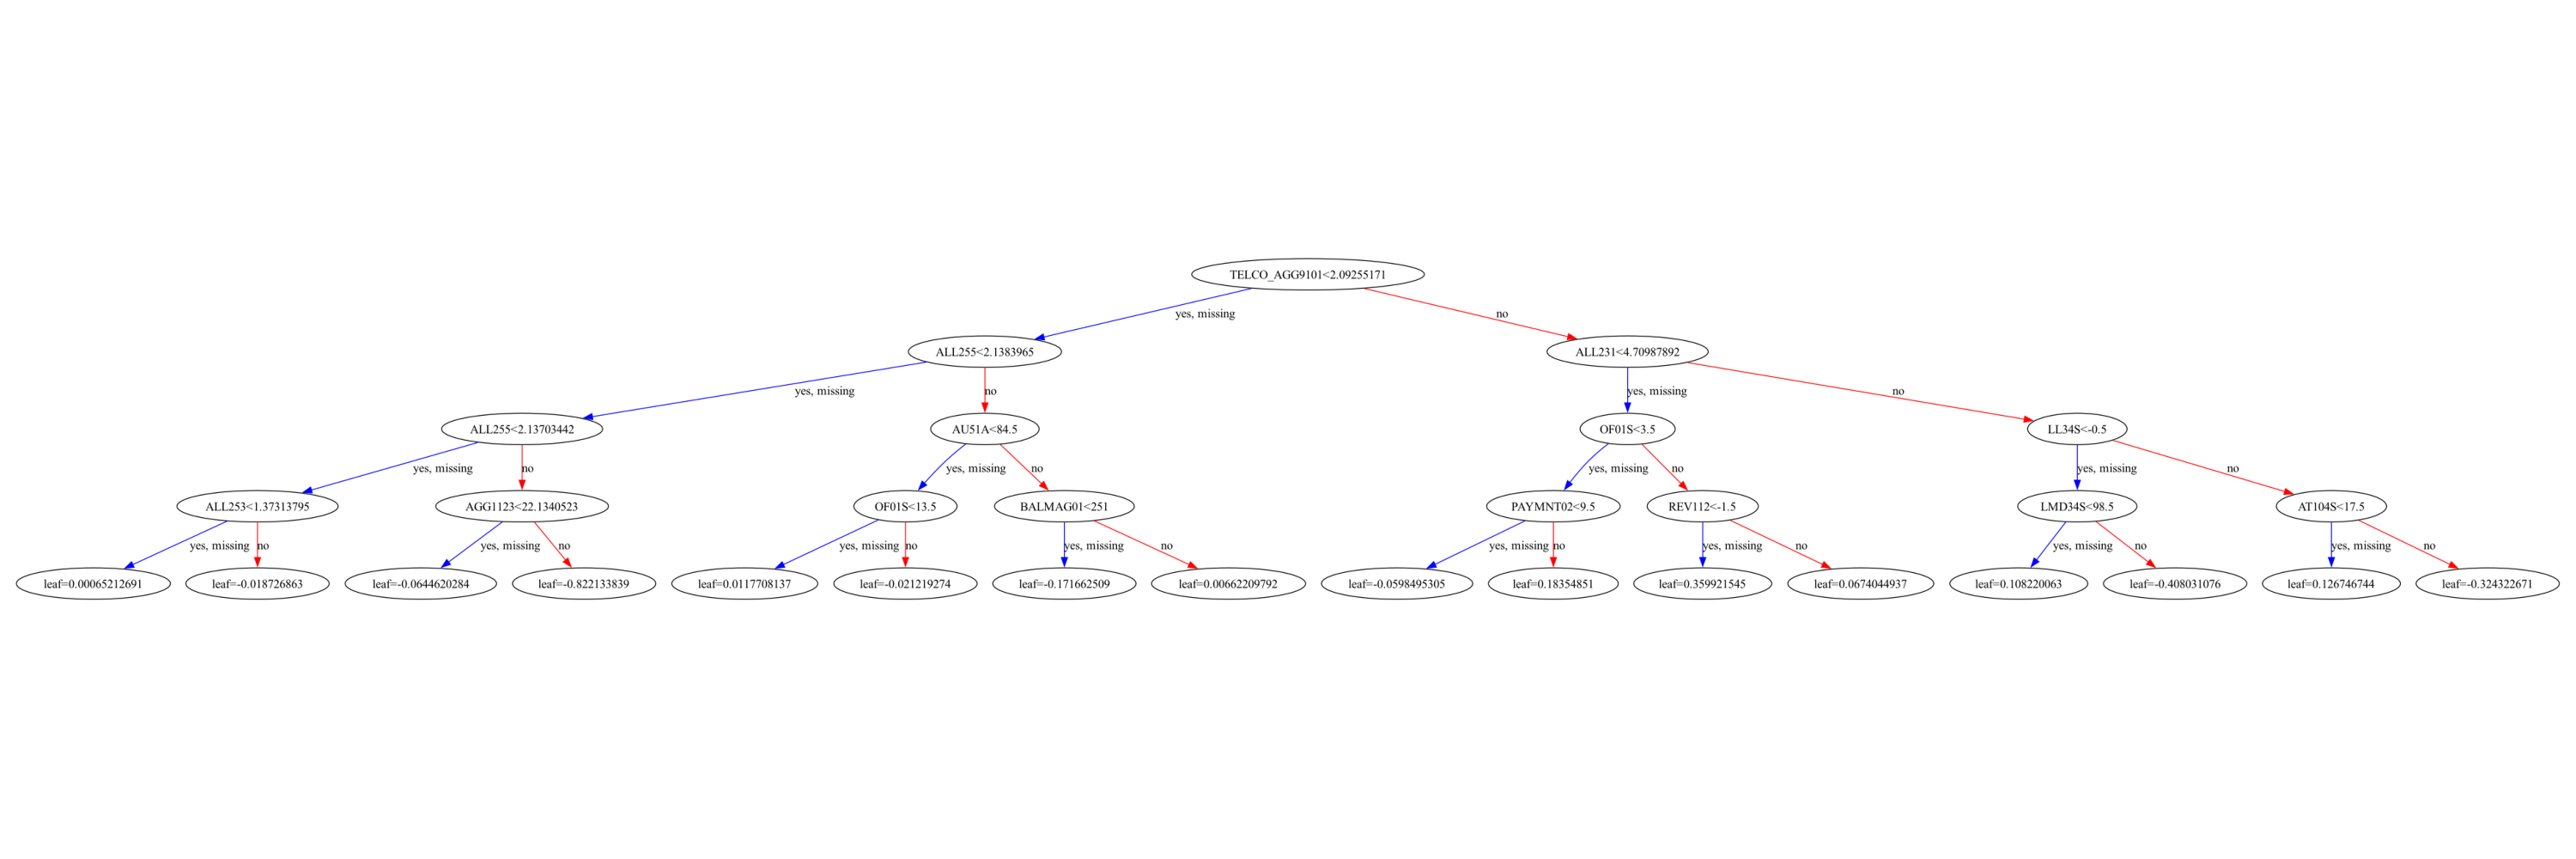 TELCO_AGG9101<2.09255171
yes, missing
no
ALL255<2.1383965
ALL231<4.70987892
yes, missing
no
yes, missing
no
ALL255<2.13703442
AU51A<84.5
OF01S<3.5
LL34S<-0.5
yes, missing
no
yes, missing
no
yes, missing
no
yes, missing
no
ALL253<1.37313795
AGG1123<22.1340523
OF01S<13.5
BALMAG01<251
PAYMNT02<9.5
REV112<-1.5
LMD34S<98.5
AT104S<17.5
yes, missing
no
yes, missing
no
yes, missing
no
yes, missing
no
yes, missing
no
yes, missing
no
yes, missing
no
yes, missing
no
leaf=0.00065212691
leaf=-0.018726863
leaf=-0.0644620284
leaf=-0.822133839
leaf=0.0117708137
leaf=-0.021219274
leaf=-0.171662509
leaf=0.00662209792
leaf=-0.0598495305
leaf=0.18354851
leaf=0.359921545
leaf=0.0674044937
leaf=0.108220063
leaf=-0.408031076
leaf=0.126746744
leaf=-0.324322671